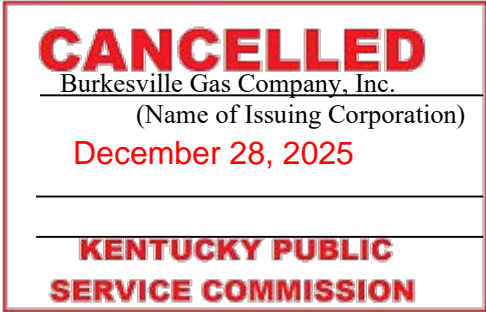 CANCELLED
Burkesville Gas Company, Inc.
(Name of Issuing Corporation)
December 28, 2025
KENTUCKY PUBLIC
SERVICE COMMISSION